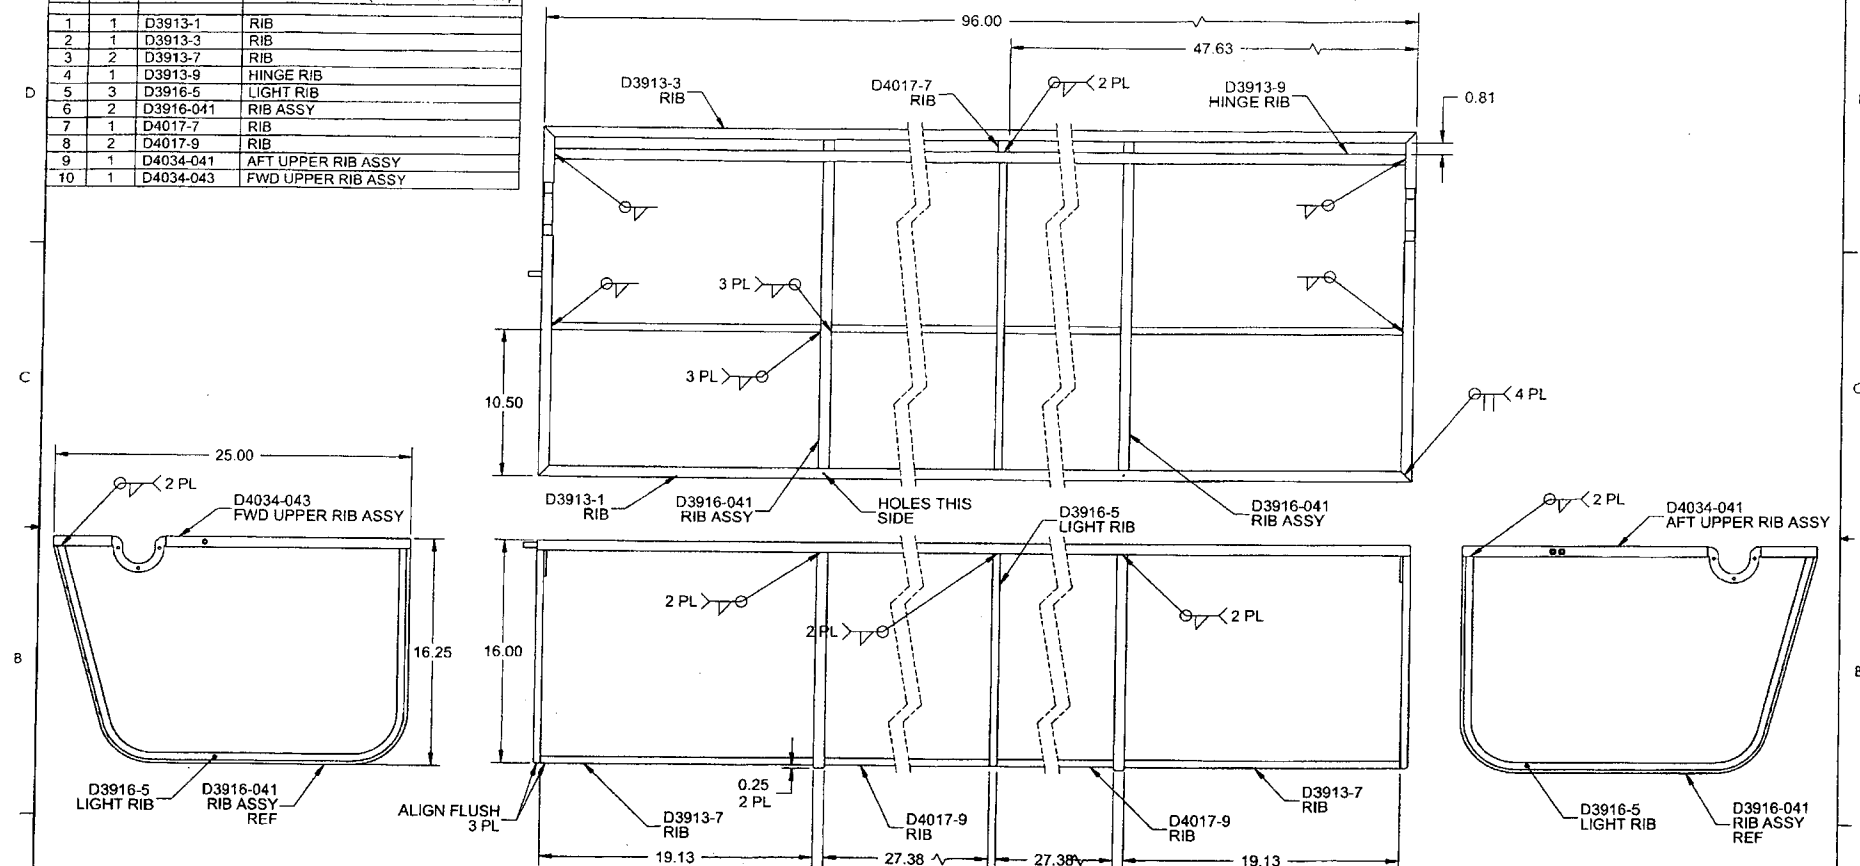 1 1 D3913-1 RIB
2 1 D3913-3 RIB
3 2 D3913-7 RIB
4 1 D3913-9 HINGE RIB
5 3 D3916-5 LIGHT RIB
6 2 D3916-041 RIB ASSY
7 1 D4017-7 RIB
8 2 D4017-9 RIB
9 1 D4034-041 AFT UPPER RIB ASSY
10 1 D4034-043 FWD UPPER RIB ASSY
96.00
47.63
D3913-3
RIB
D4017-7
RIB
2 PL
D3913-9
HINGE RIB
0.81
D
3 PL
3 PL
10.50
C
C
4 PL
D3913-1
RIB
D3916-041
RIB ASSY
HOLES THIS
SIDE
D3916-041
RIB ASSY
25.00
2 PL
D4034-043
FWD UPPER RIB ASSY
16.25
D3916-5
LIGHT RIB
D3916-041
RIB ASSY
REF
D3916-5
LIGHT RIB
16.00
2 PL
2 PL
2 PL
0.25
2 PL
ALIGN FLUSH
3 PL
D3913-7
RIB
D4017-9
RIB
D4017-9
RIB
D3913-7
RIB
19.13
27.38
27.38
19.13
2 PL
D4034-041
AFT UPPER RIB ASSY
D3916-5
LIGHT RIB
D3916-041
RIB ASSY
REF
B
B